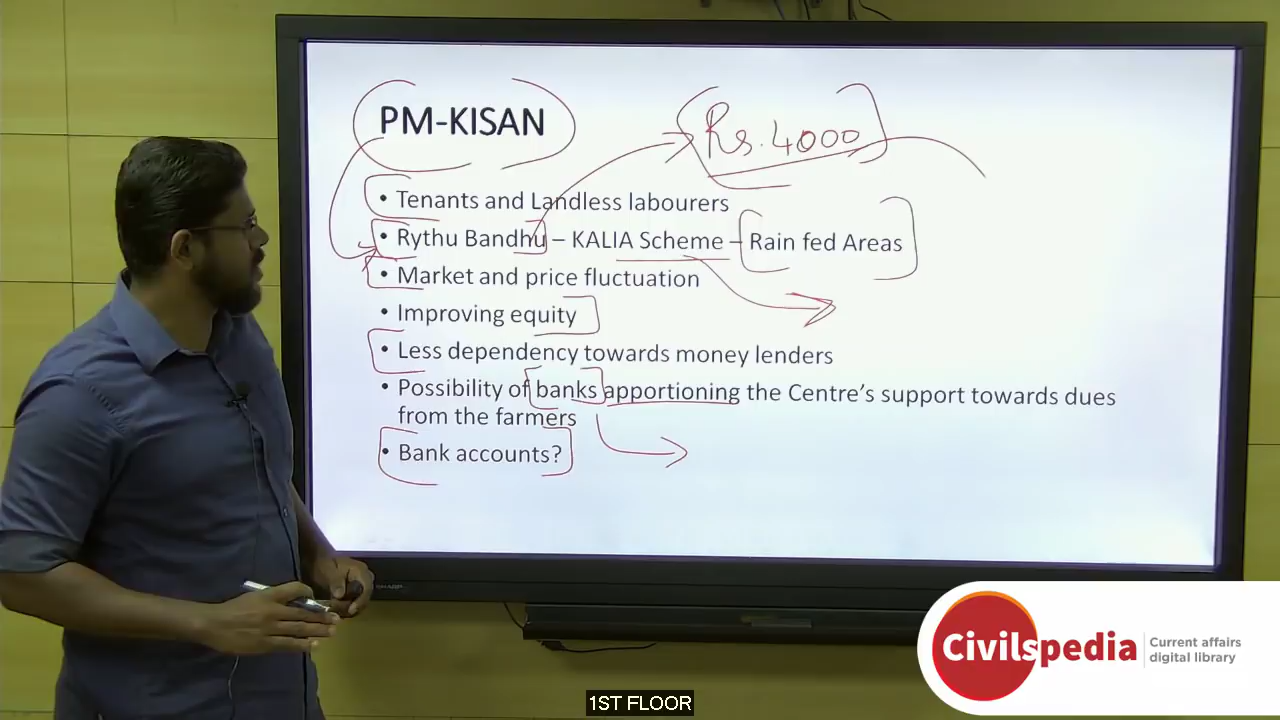 PM-KISAN
Rs.4000
• Tenants and Landless labourers
• Rythu Bandhu – KALIA Scheme – Rain fed Areas
• Market and price fluctuation
• Improving equity
• Less dependency towards money lenders
• Possibility of banks apportioning the Centre's support towards dues
from the farmers
• Bank accounts?
SHARP
Civilspedia
Current affairs
digital library
1ST FLOOR